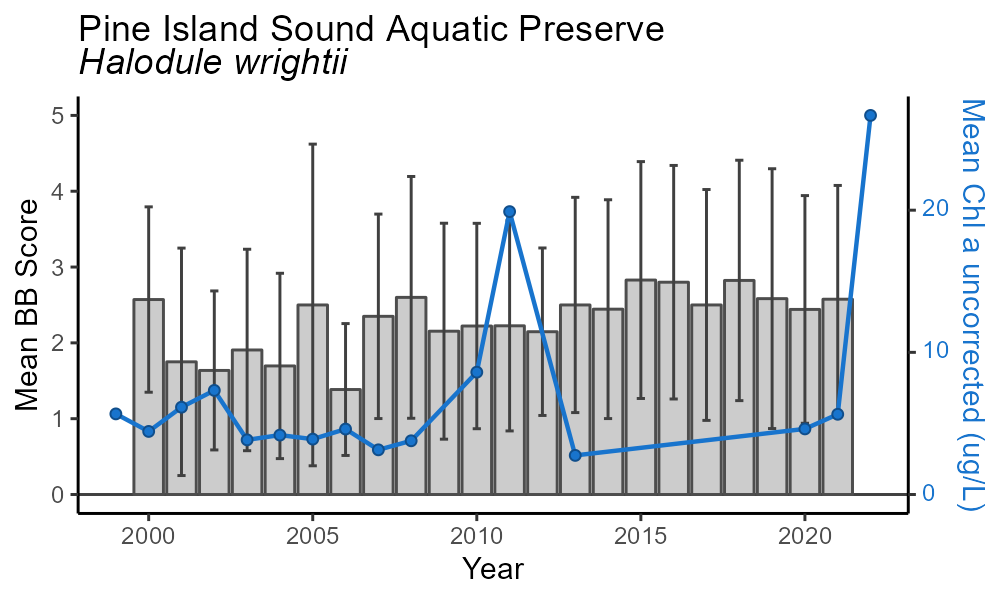 Pine Island Sound Aquatic Preserve
Halodule wrightii
Mean BB Score
5
4
3
2
1
0
20
10
0
Mean Chl a uncorrected (ug/L)
2000
2005
2010
2015
2020
Year